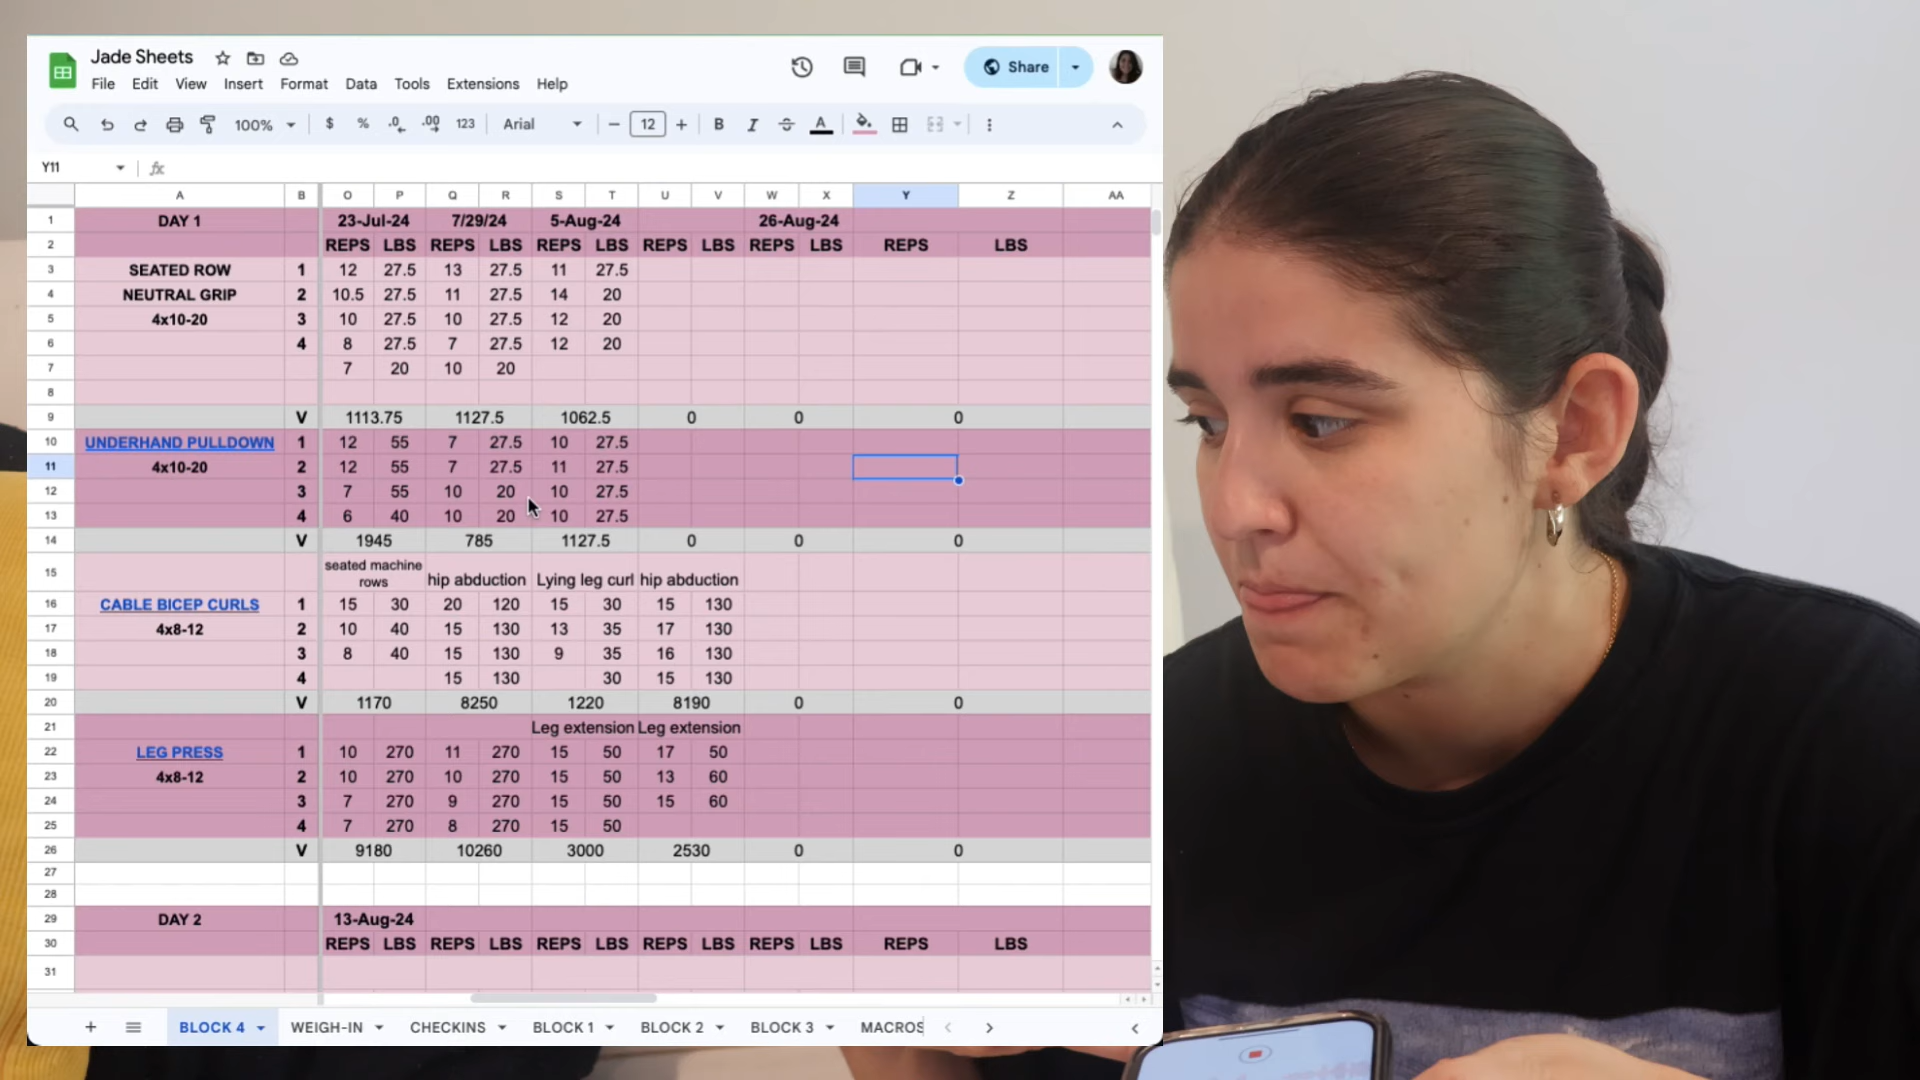 Jade Sheets
Share
File Edit View Insert Format Data Tools Extensions Help
100% $ % .0 .00 123 Arial 12 B I A
Y11 fx
A B O P Q R S T U V W X Y Z AA
1 DAY 1 23-Jul-24 7/29/24 5-Aug-24 26-Aug-24
2 REPS LBS REPS LBS REPS LBS REPS LBS REPS LBS REPS LBS
3 SEATED ROW 1 12 27.5 13 27.5 11 27.5
4 NEUTRAL GRIP 2 10.5 27.5 11 27.5 14 20
5 4x10-20 3 10 27.5 10 27.5 12 20
6 4 8 27.5 7 27.5 12 20
7 7 20 10 20
8
9 V 1113.75 1127.5 1062.5 0 0 0
10 UNDERHAND PULLDOWN 1 12 55 7 27.5 10 27.5
11 4x10-20 2 12 55 7 27.5 11 27.5
12 3 7 55 10 20 10 27.5
13 4 6 40 10 20 10 27.5
14 V 1945 785 1127.5 0 0 0
15 seated machine rows hip abduction Lying leg curl hip abduction
16 CABLE BICEP CURLS 1 15 30 20 120 15 30 15 130
17 4x8-12 2 10 40 15 130 13 35 17 130
18 3 8 40 15 130 9 35 16 130
19 4 15 130 30 15 130
20 V 1170 8250 1220 8190 0 0
21 Leg extension Leg extension
22 LEG PRESS 1 10 270 11 270 15 50 17 50
23 4x8-12 2 10 270 10 270 15 50 13 60
24 3 7 270 9 270 15 50 15 60
25 4 7 270 8 270 15 50
26 V 9180 10260 3000 2530 0 0
27
28
29 DAY 2 13-Aug-24
30 REPS LBS REPS LBS REPS LBS REPS LBS REPS LBS REPS LBS
31
BLOCK 4 WEIGH-IN CHECKINS BLOCK 1 BLOCK 2 BLOCK 3 MACROS